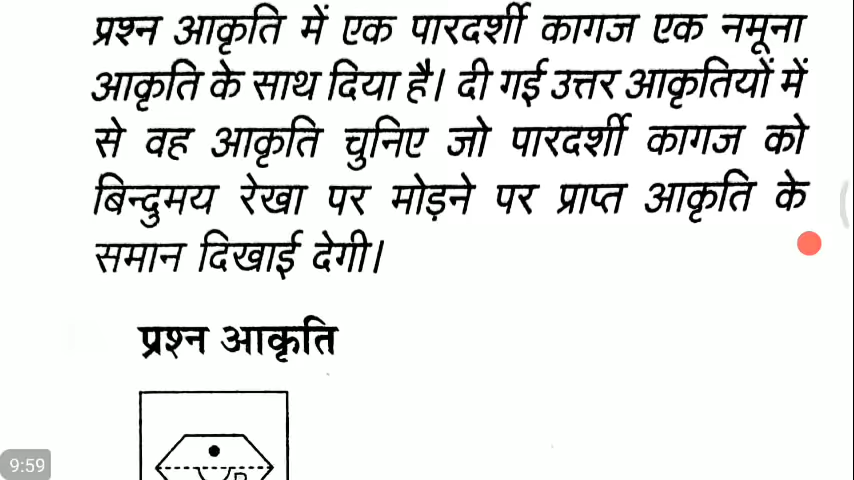 प्रश्न आकृति में एक पारदर्शी कागज एक नमूना
आकृति के साथ दिया है। दी गई उत्तर आकृतियों में
से वह आकृति चुनिए जो पारदर्शी कागज को
बिन्दुमय रेखा पर मोड़ने पर प्राप्त आकृति के
समान दिखाई देगी।
प्रश्न आकृति
9:59